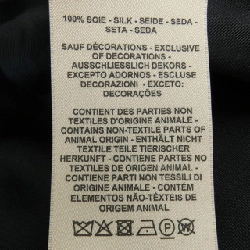 100% SOIE - SILK - SEIDE - SEDA -
SETA - SEDA
SAUF DÉCORATIONS - EXCLUSIVE
OF DECORATIONS -
AUSSCHLIESSLICH DEKORS -
EXCEPTO ADORNOS - ESCLUSE
DECORAZIONI - EXCETO:
DECORAÇÕES
CONTIENT DES PARTIES NON
TEXTILES D'ORIGINE ANIMALE -
CONTAINS NON-TEXTILE PARTS OF
ANIMAL ORIGIN - ENTHÄLT NICHT
TEXTILE TEILE TIERISCHER
HERKUNFT - CONTIENE PARTES NO
TEXTILES DE ORIGEN ANIMAL -
CONTIENE PARTI NON TESSILI DI
ORIGINE ANIMALE - CONTÉM
ELEMENTOS NÃO-TÊXTEIS DE
ORIGEM ANIMAL